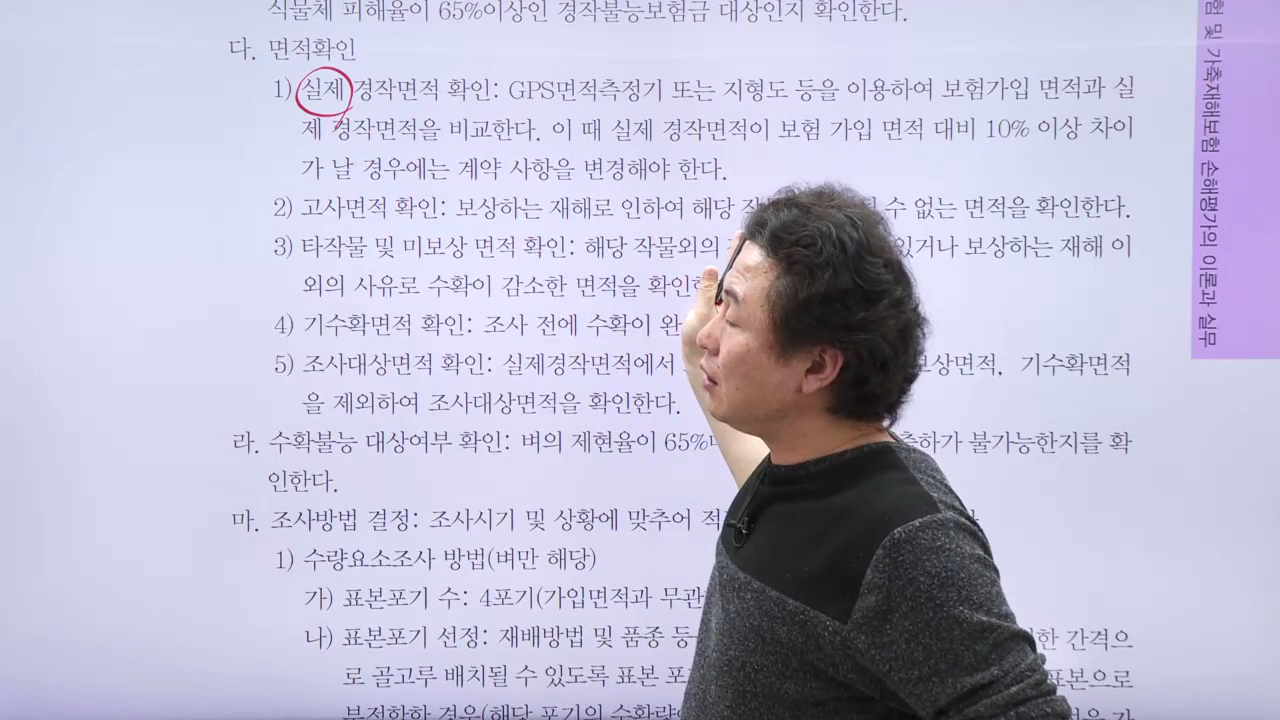 식물체 피해율이 65%이상인 경작불능보험금 대상인지 확인한다.
다. 면적확인
1) 실제 경작면적 확인: GPS면적측정기 또는 지형도 등을 이용하여 보험가입 면적과 실
제 경작면적을 비교한다. 이 때 실제 경작면적이 보험 가입 면적 대비 10% 이상 차이
가 날 경우에는 계약 사항을 변경해야 한다.
2) 고사면적 확인: 보상하는 재해로 인하여 해당 수 없는 면적을 확인한다.
3) 타작물 및 미보상 면적 확인: 해당 작물외의 있거나 보상하는 재해 이
외의 사유로 수확이 감소한 면적을 확인
4) 기수확면적 확인: 조사 전에 수확이
5) 조사대상면적 확인: 실제경작면적에서 기수확면적
을 제외하여 조사대상면적을 확인한다.
라. 수확불능 대상여부 확인: 벼의 제현율이 65% 불가능한지를 확
인한다.
마. 조사방법 결정: 조사시기 및 상황에 맞추어
1) 수량요소조사 방법(벼만 해당)
가) 표본포기 수: 4포기(가입면적과
나) 표본포기 선정: 재배방법 및 품종 간격으
로 골고루 배치될 수 있도록 표본 표본으로
부적합한 경우(해당 포기의
및 가축재해보험 손해평가의 이론과 실무